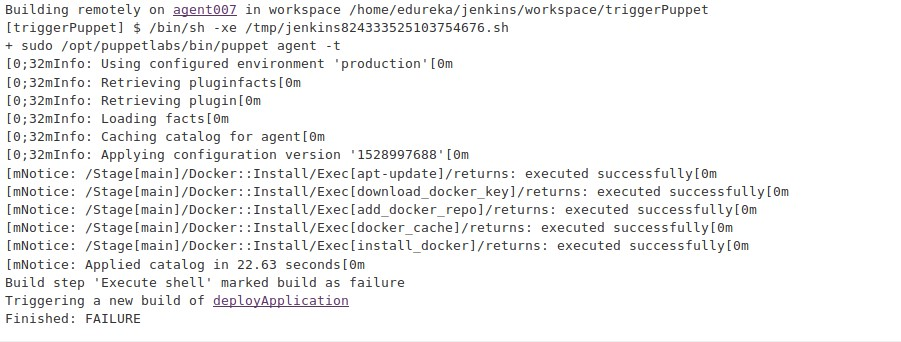 Building remotely on agent007 in workspace /home/edureka/jenkins/workspace/triggerPuppet
[triggerPuppet] $ /bin/sh -xe /tmp/jenkins824333525103754676.sh
+ sudo /opt/puppetlabs/bin/puppet agent -t
[0;32mInfo: Using configured environment 'production'[0m
[0;32mInfo: Retrieving pluginfacts[0m
[0;32mInfo: Retrieving plugin[0m
[0;32mInfo: Loading facts[0m
[0;32mInfo: Caching catalog for agent[0m
[0;32mInfo: Applying configuration version '1528997688'[0m
[mNotice: /Stage[main]/Docker::Install/Exec[apt-update]/returns: executed successfully[0m
[mNotice: /Stage[main]/Docker::Install/Exec[download_docker_key]/returns: executed successfully[0m
[mNotice: /Stage[main]/Docker::Install/Exec[add_docker_repo]/returns: executed successfully[0m
[mNotice: /Stage[main]/Docker::Install/Exec[docker_cache]/returns: executed successfully[0m
[mNotice: /Stage[main]/Docker::Install/Exec[install_docker]/returns: executed successfully[0m
[mNotice: Applied catalog in 22.63 seconds[0m
Build step 'Execute shell' marked build as failure
Triggering a new build of deployApplication
Finished: FAILURE